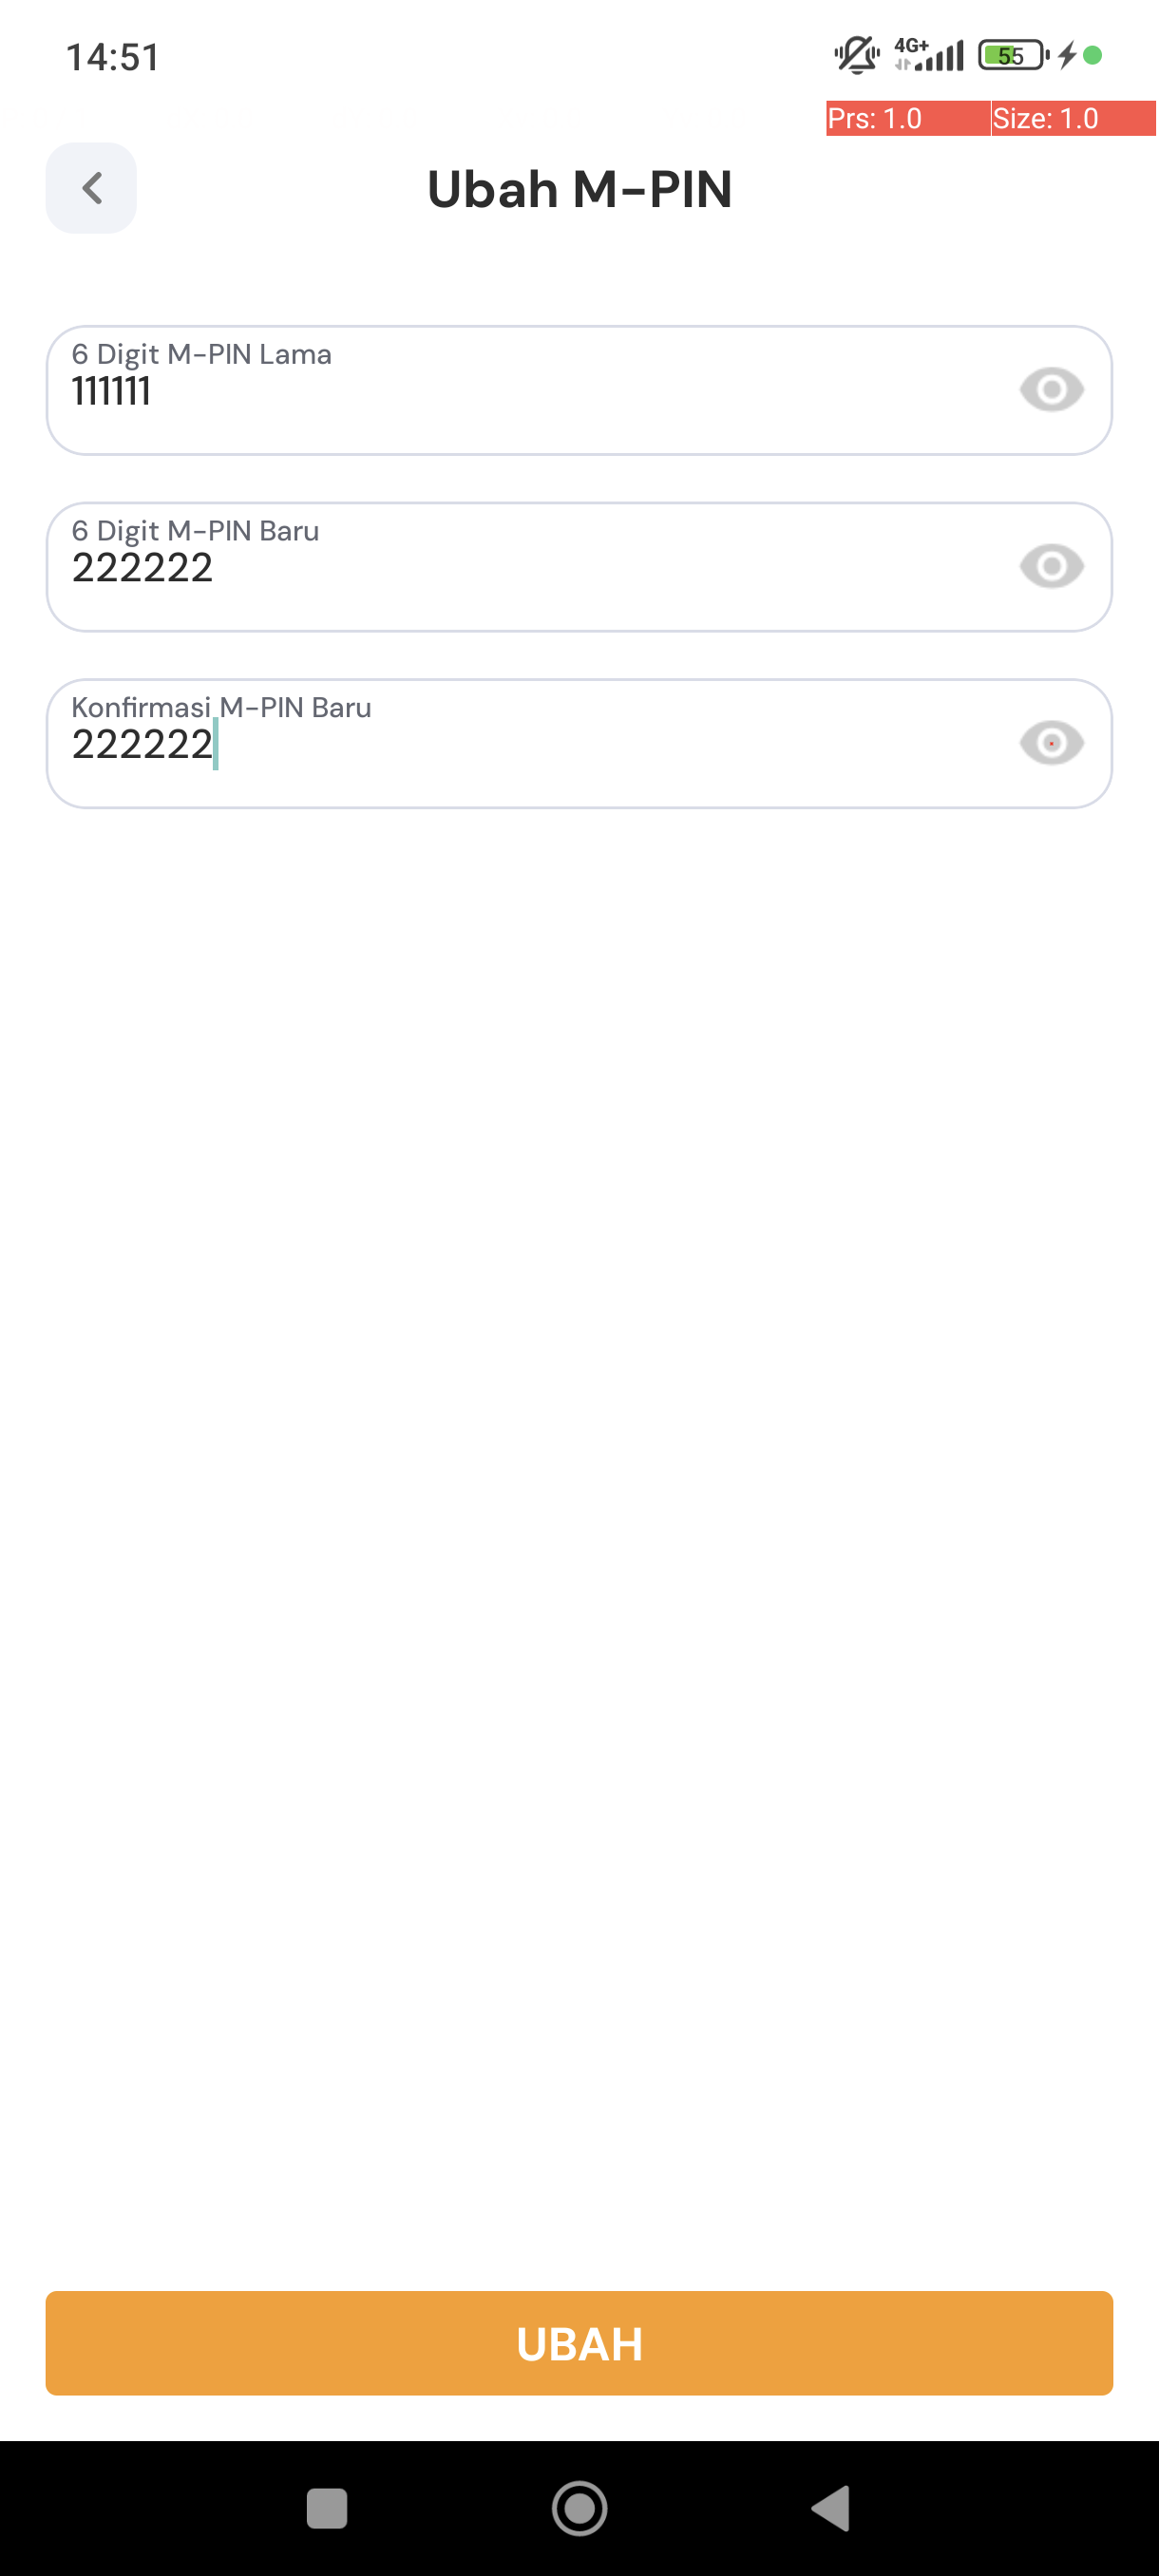 14:51
4G+
55
Prs: 1.0 Size: 1.0
Ubah M-PIN
6 Digit M-PIN Lama
111111
6 Digit M-PIN Baru
222222
Konfirmasi M-PIN Baru
222222
UBAH